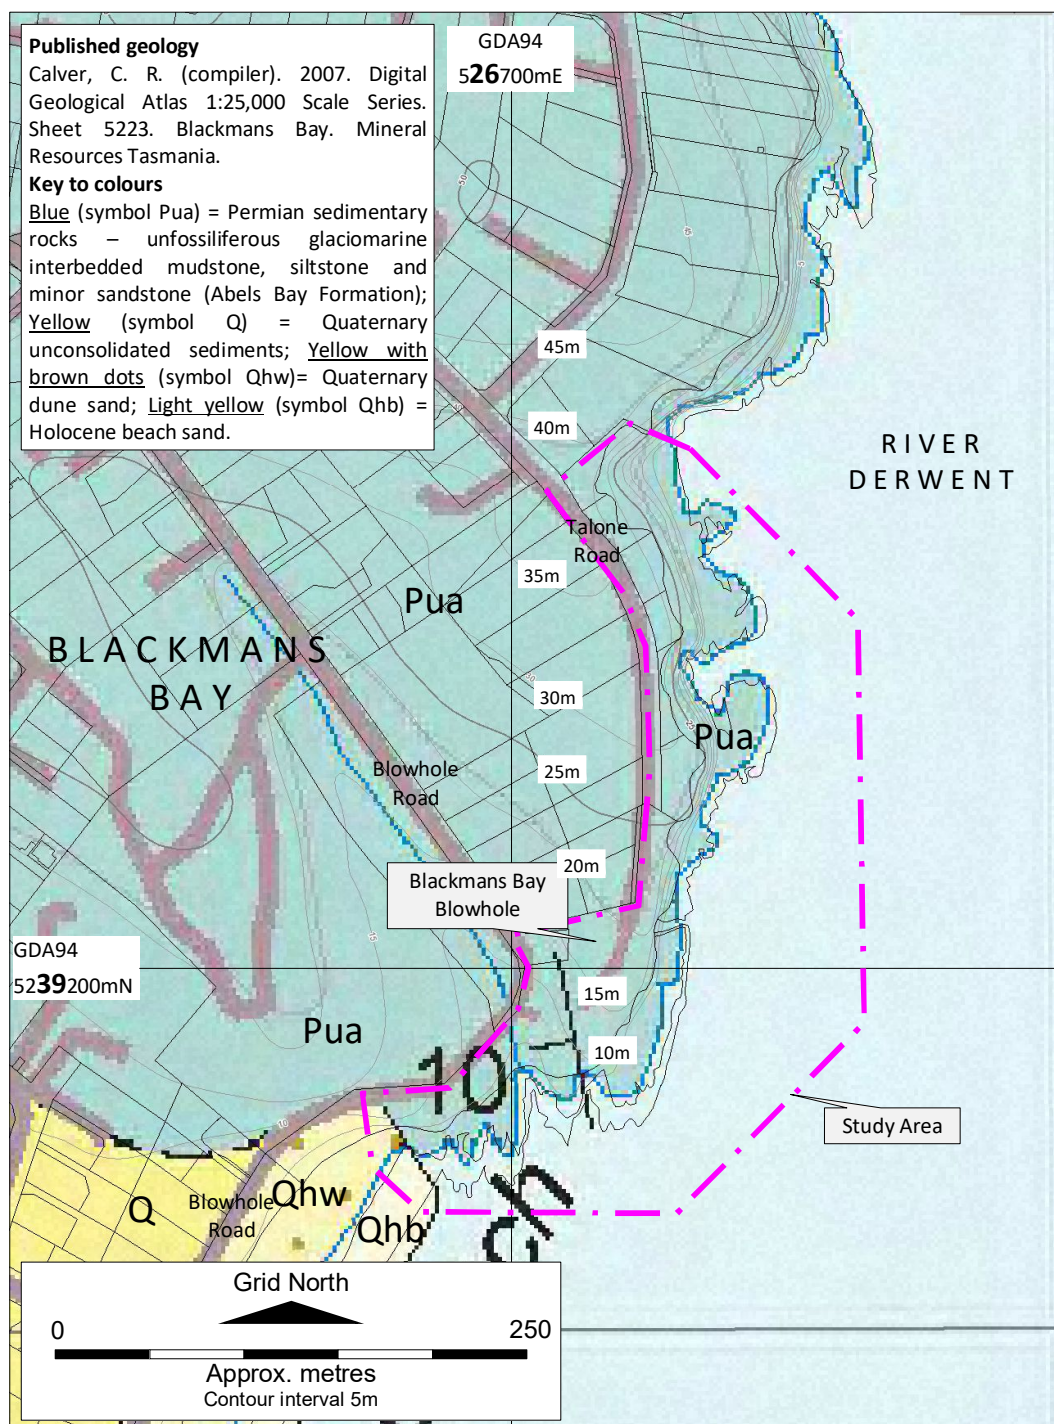 Published geology
Calver, C. R. (compiler). 2007. Digital
Geological Atlas 1:25,000 Scale Series.
Sheet 5223. Blackmans Bay. Mineral
Resources Tasmania.
Key to colours
Blue (symbol Pua) = Permian sedimentary
rocks – unfossiliferous glaciomarine
interbedded mudstone, siltstone and
minor sandstone (Abels Bay Formation);
Yellow (symbol Q) = Quaternary
unconsolidated sediments; Yellow with
brown dots (symbol Qhw)= Quaternary
dune sand; Light yellow (symbol Qhb) =
Holocene beach sand.
GDA94
526700mE
50
45m
40m
RIVER
DERWENT
Talone
Road
35m
Pua
BLACKMANS
BAY
30m
Pua
25m
Blowhole
Road
20m
Blackmans Bay
Blowhole
GDA94
5239200mN
15m
Pua
10m
10
Study Area
Q
Blowhole
Road
Qhw
Qhb
Grid North
0
250
Approx. metres
Contour interval 5m